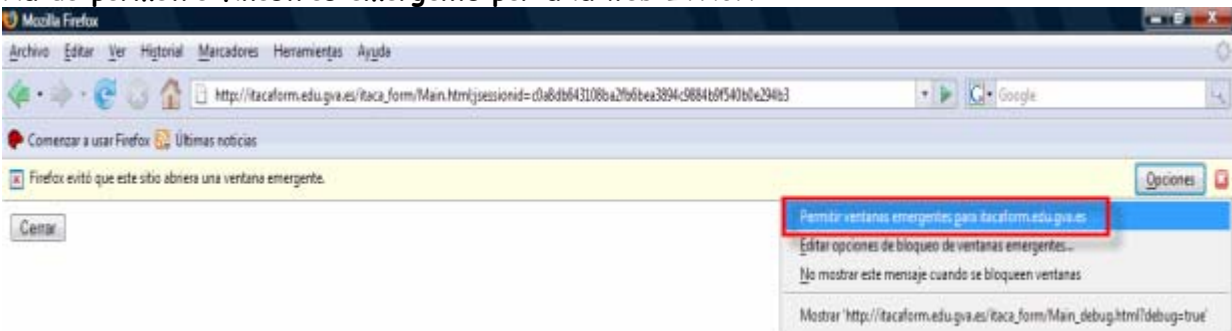 Mozilla Firefox
Archivo Editar Ver Historial Marcadores Herramientas Ayuda
http://itacaform.edu.gva.es/itaca_form/Main.html;jsessionid=c0a8db643108ba2fb6bea3894c9884b9f540b0e294b3
Google
Comenzar a usar Firefox Últimas noticias
Firefox evitó que este sitio abriera una ventana emergente.
Opciones
Cerrar
Permitir ventanas emergentes para itacaform.edu.gva.es
Editar opciones de bloqueo de ventanas emergentes...
No mostrar este mensaje cuando se bloqueen ventanas
Mostrar 'http://itacaform.edu.gva.es/itaca_form/Main_debug.html?debug=true'